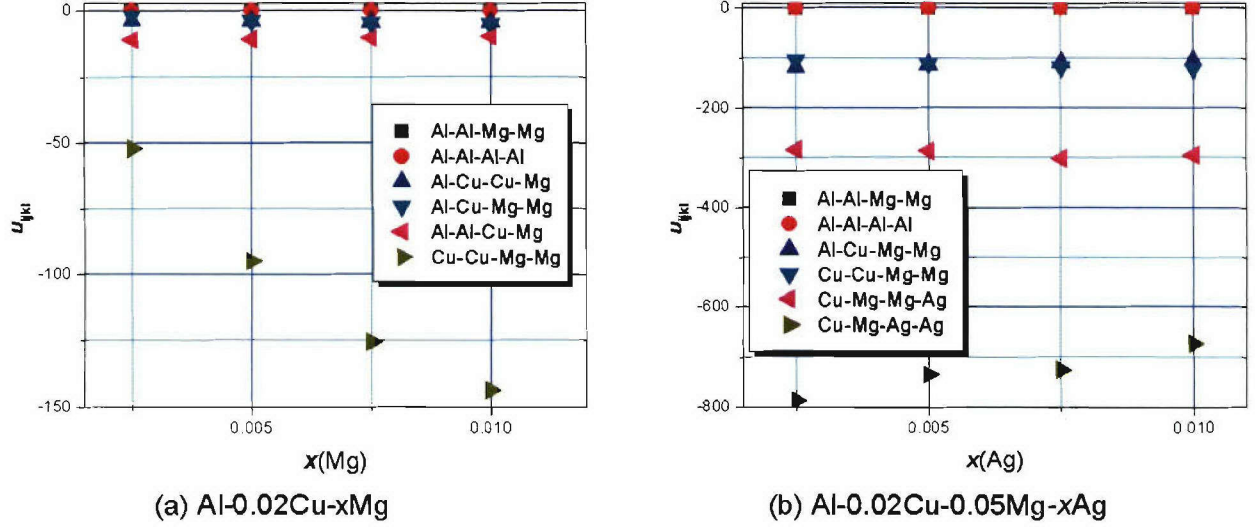 0
-50
-100
-150
u_ijkl
Al-Al-Mg-Mg
Al-Al-Al-Al
Al-Cu-Cu-Mg
Al-Cu-Mg-Mg
Al-Al-Cu-Mg
Cu-Cu-Mg-Mg
0.005
0.010
x(Mg)
(a) Al-0.02Cu-xMg
0
-200
-400
-600
-800
u_ijkl
Al-Al-Mg-Mg
Al-Al-Al-Al
Al-Cu-Mg-Mg
Cu-Cu-Mg-Mg
Cu-Mg-Mg-Ag
Cu-Mg-Ag-Ag
0.005
0.010
x(Ag)
(b) Al-0.02Cu-0.05Mg-xAg